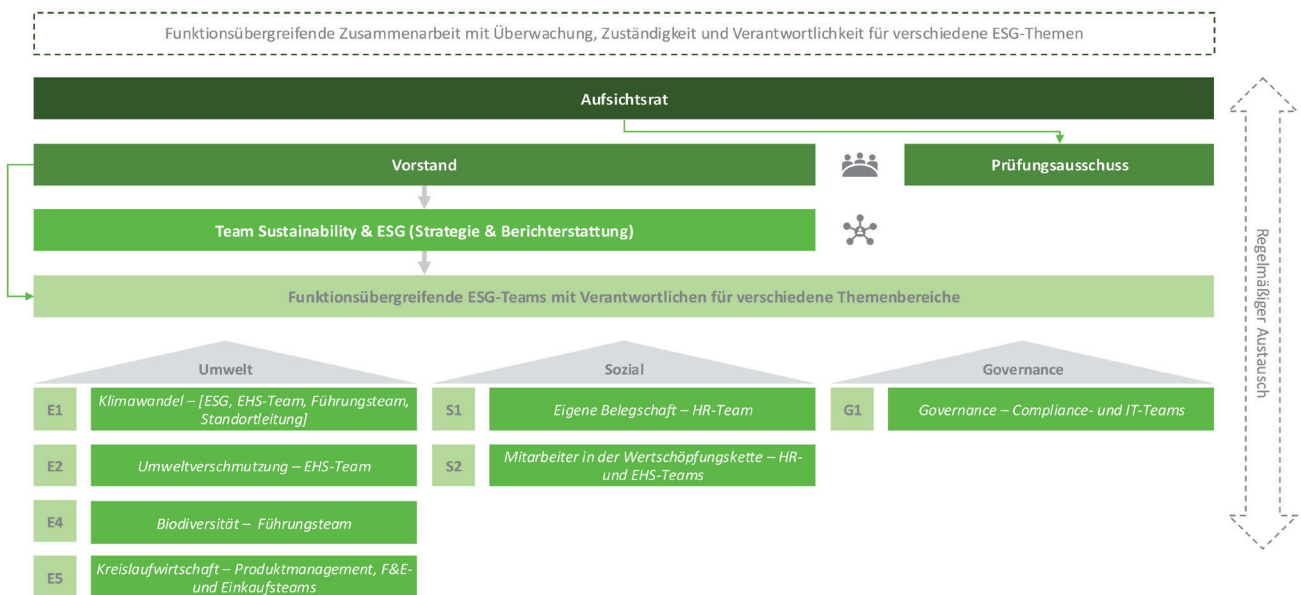 Funktionsübergreifende Zusammenarbeit mit Überwachung, Zuständigkeit und Verantwortlichkeit für verschiedene ESG-Themen
Aufsichtsrat
Vorstand
Prüfungsausschuss
Team Sustainability & ESG (Strategie & Berichterstattung)
Funktionsübergreifende ESG-Teams mit Verantwortlichen für verschiedene Themenbereiche
Regelmäßiger Austausch
Umwelt
E1
Klimawandel – [ESG, EHS-Team, Führungsteam,
Standortleitung]
E2
Umweltverschmutzung – EHS-Team
E4
Biodiversität – Führungsteam
E5
Kreislaufwirtschaft – Produktmanagement, F&E-
und Einkaufsteams
Sozial
S1
Eigene Belegschaft – HR-Team
S2
Mitarbeiter in der Wertschöpfungskette – HR-
und EHS-Teams
Governance
G1
Governance – Compliance- und IT-Teams